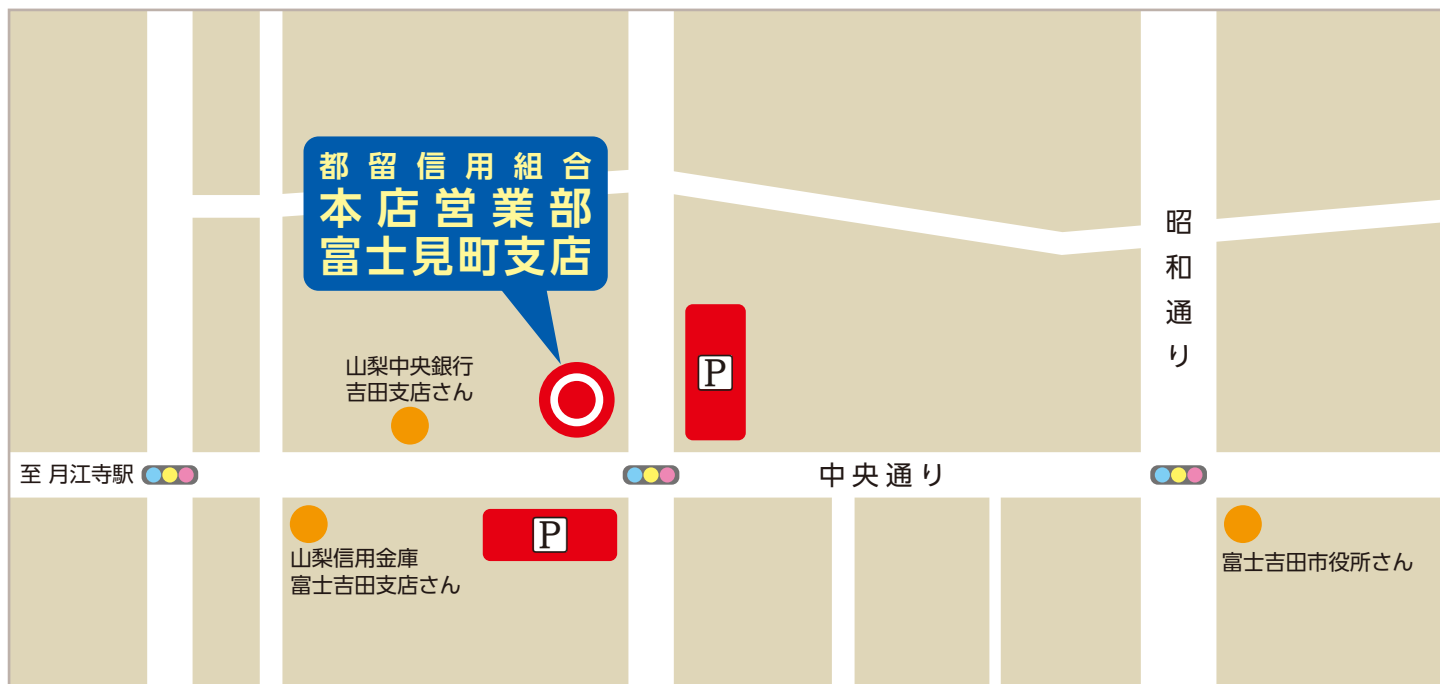 都留信用組合
本店営業部
富士見町支店
昭和通り
山梨中央銀行
吉田支店さん
P
至 月江寺駅
中央通り
P
山梨信用金庫
富士吉田支店さん
富士吉田市役所さん